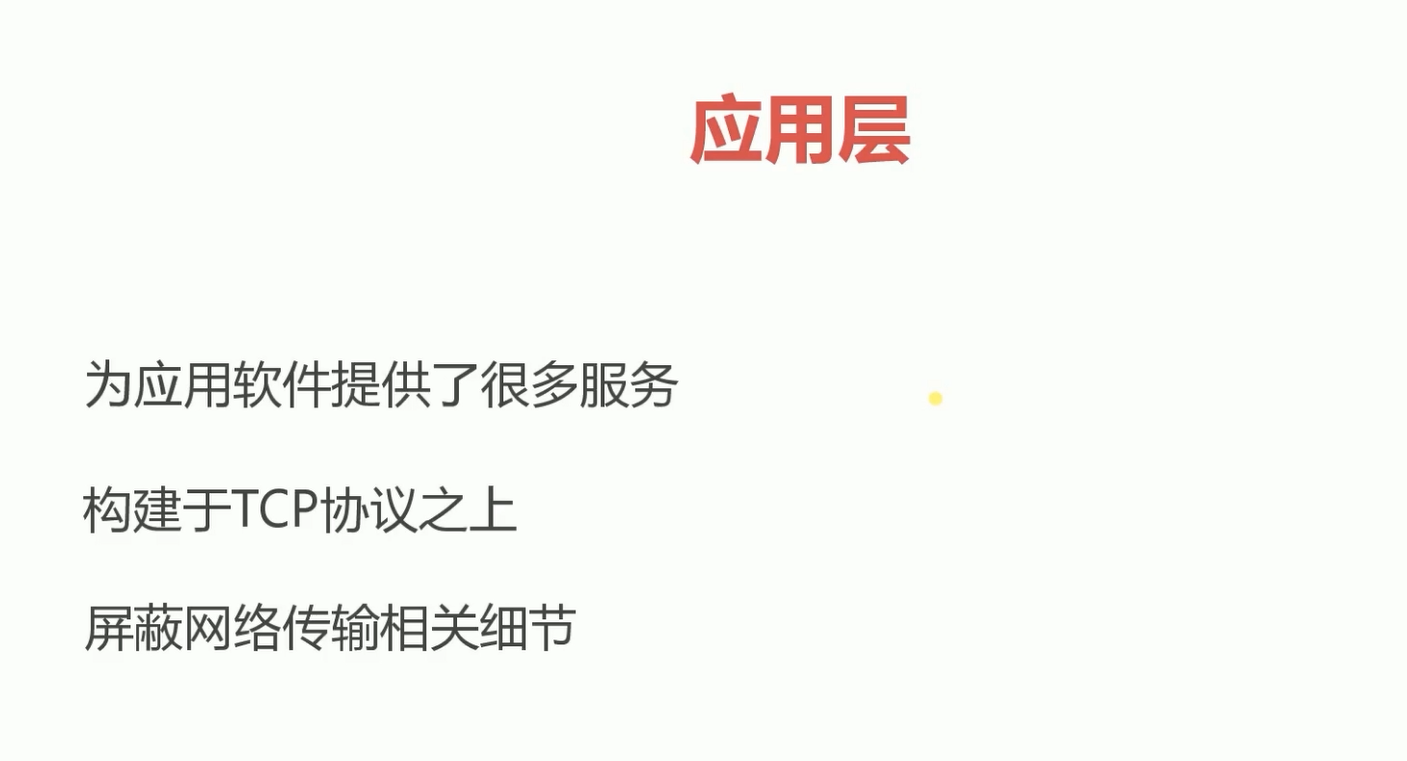 应用层
为应用软件提供了很多服务
构建于TCP协议之上
屏蔽网络传输相关细节